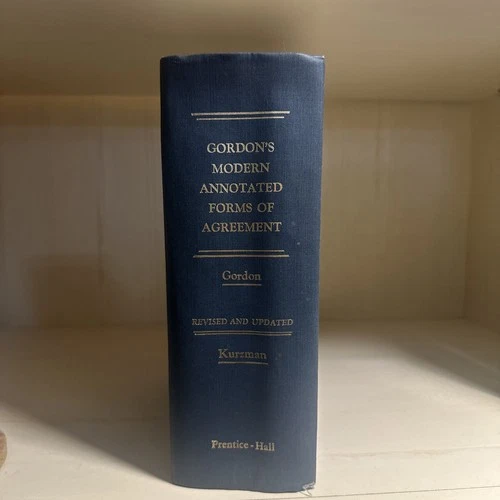 GORDON'S
MODERN
ANNOTATED
FORMS OF
AGREEMENT
Gordon
REVISED AND UPDATED
Kurzman
Prentice-Hall